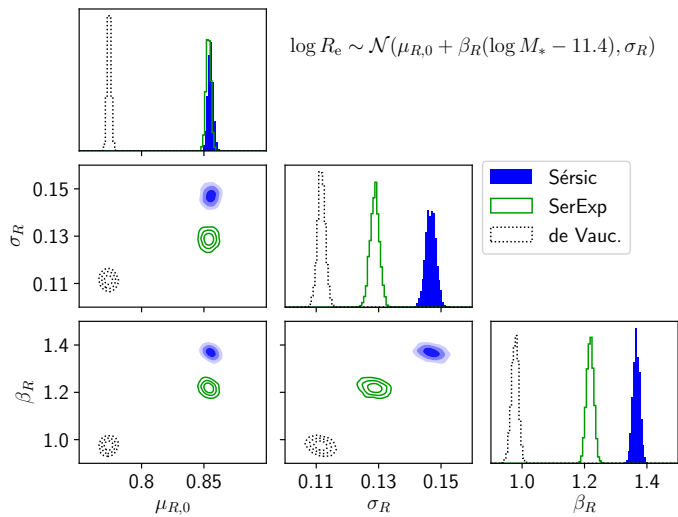 log R_e ∼ N(μ_{R,0} + β_R(log M_* − 11.4), σ_R)
Sérsic
SerExp
de Vauc.
0.15
0.13
0.11
σ_R
1.4
1.2
1.0
β_R
0.8 0.85
μ_{R,0}
0.11 0.13 0.15
σ_R
1.0 1.2 1.4
β_R